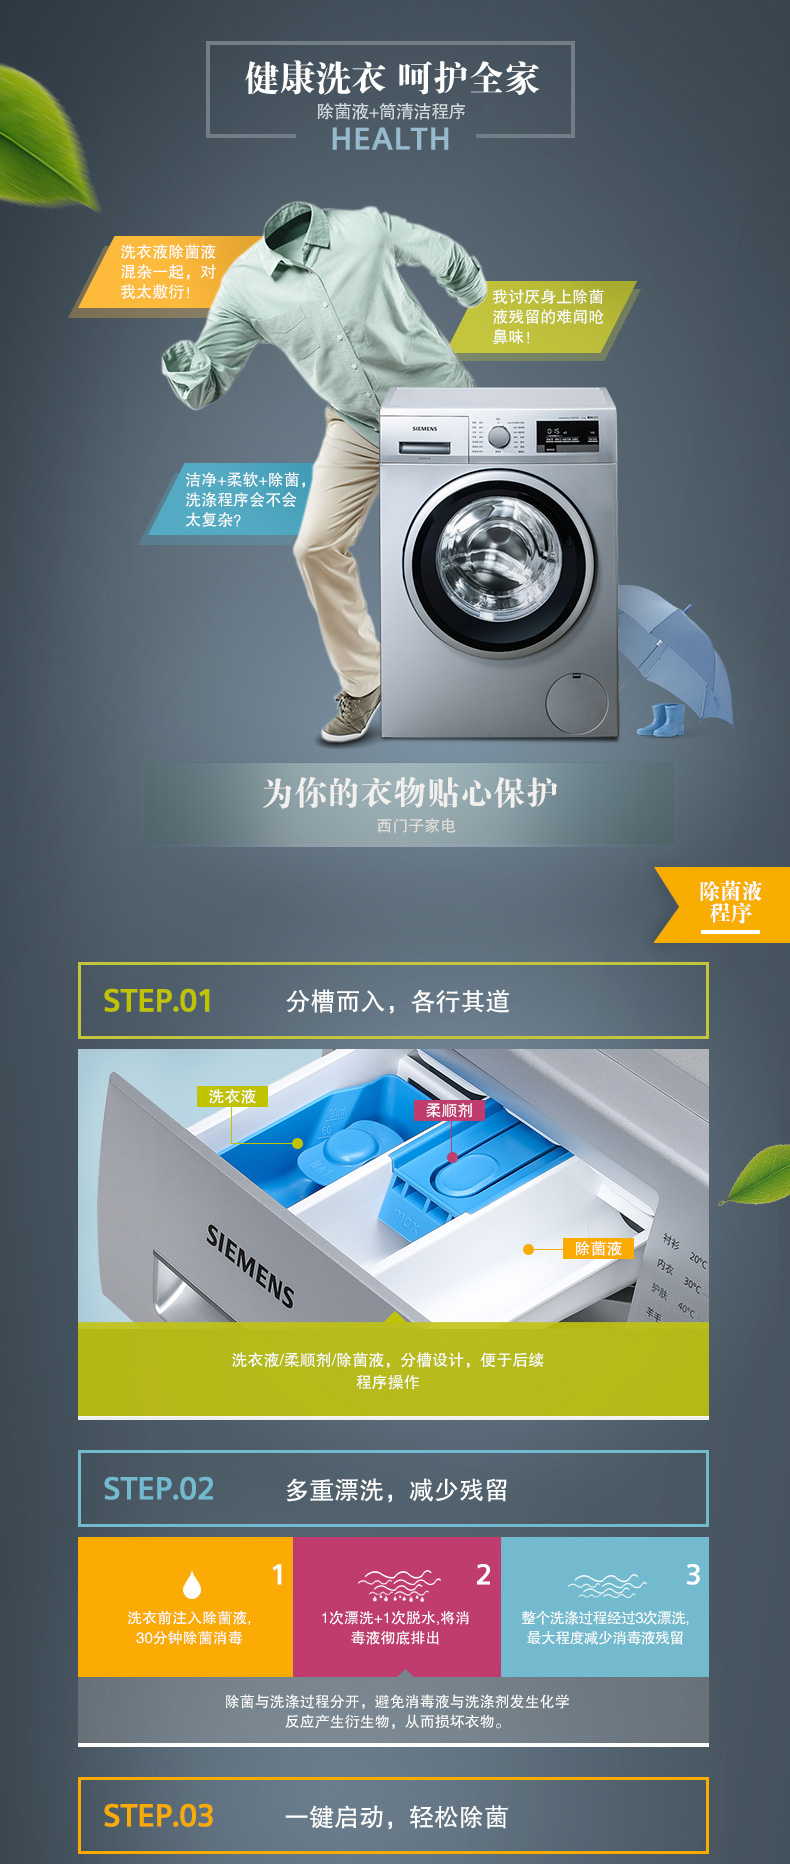 健康洗衣 呵护全家
除菌液+筒清洁程序
HEALTH
洗衣液除菌液
混杂一起，对
我太敷衍！
我讨厌身上除菌
液残留的难闻呛
鼻味！
SIEMENS
0:15
洁净+柔软+除菌，
洗涤程序会不会
太复杂？
为你的衣物贴心保护
西门子家电
除菌液
程序
STEP.01
分槽而入，各行其道
洗衣液
柔顺剂
max
除菌液
SIEMENS
衬衫 20°C
内衣 30°C
护肤 40°C
羊毛
洗衣液/柔顺剂/除菌液，分槽设计，便于后续
程序操作
STEP.02
多重漂洗，减少残留
1
洗衣前注入除菌液,
30分钟除菌消毒
2
1次漂洗+1次脱水,将消
毒液彻底排出
3
整个洗涤过程经过3次漂洗,
最大程度减少消毒液残留
除菌与洗涤过程分开，避免消毒液与洗涤剂发生化学
反应产生衍生物，从而损坏衣物。
STEP.03
一键启动，轻松除菌